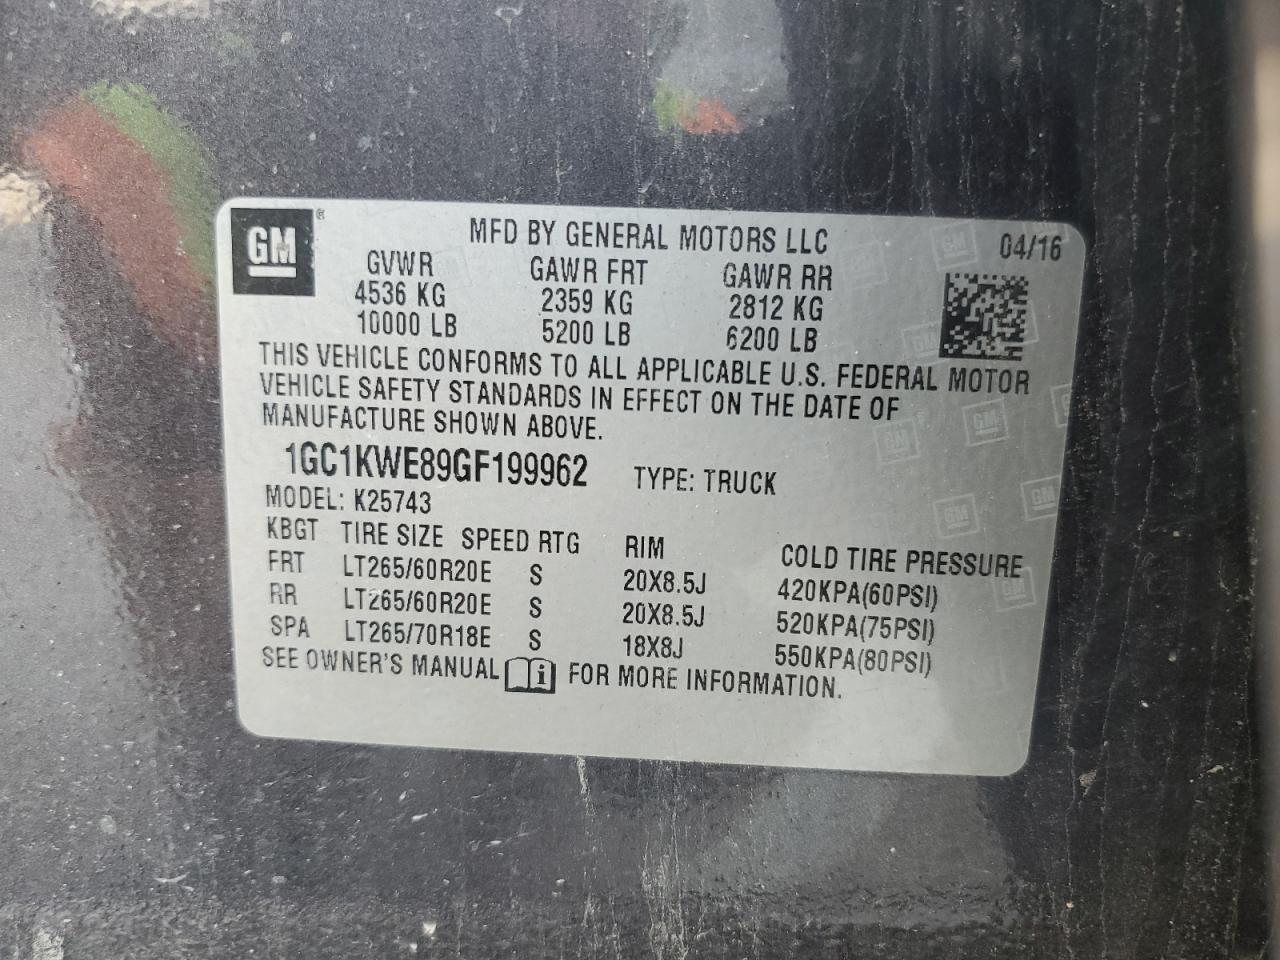 GM ® MFD BY GENERAL MOTORS LLC 04/16
GVWR GAWR FRT GAWR RR
4536 KG 2359 KG 2812 KG
10000 LB 5200 LB 6200 LB
THIS VEHICLE CONFORMS TO ALL APPLICABLE U.S. FEDERAL MOTOR
VEHICLE SAFETY STANDARDS IN EFFECT ON THE DATE OF
MANUFACTURE SHOWN ABOVE.
1GC1KWE89GF199962 TYPE: TRUCK
MODEL: K25743
KBGT TIRE SIZE SPEED RTG RIM COLD TIRE PRESSURE
FRT LT265/60R20E S 20X8.5J 420KPA(60PSI)
RR LT265/60R20E S 20X8.5J 520KPA(75PSI)
SPA LT265/70R18E S 18X8J 550KPA(80PSI)
SEE OWNER'S MANUAL i FOR MORE INFORMATION.